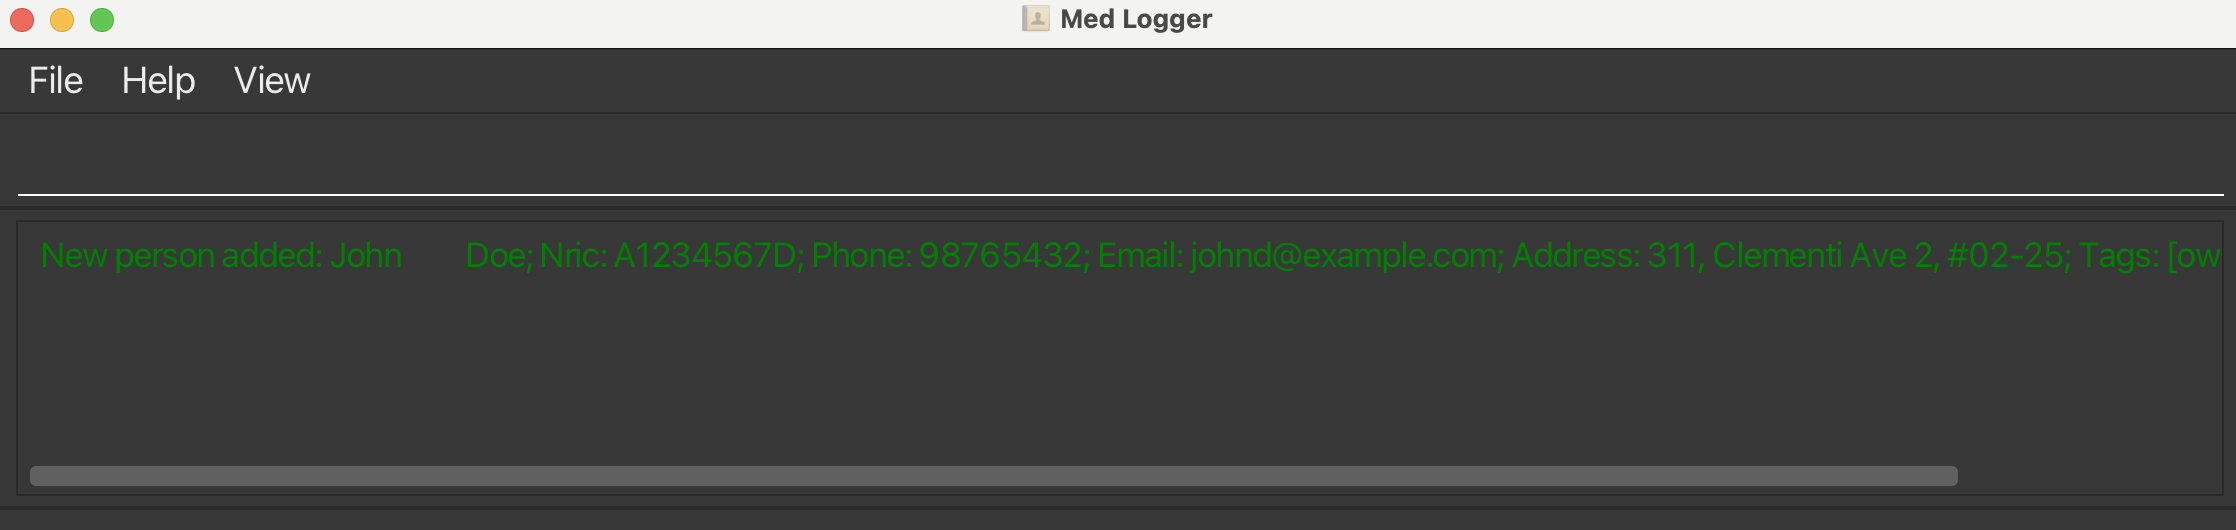 Med Logger
File Help View
New person added: John        Doe; Nric: A1234567D; Phone: 98765432; Email: johnd@example.com; Address: 311, Clementi Ave 2, #02-25; Tags: [ow